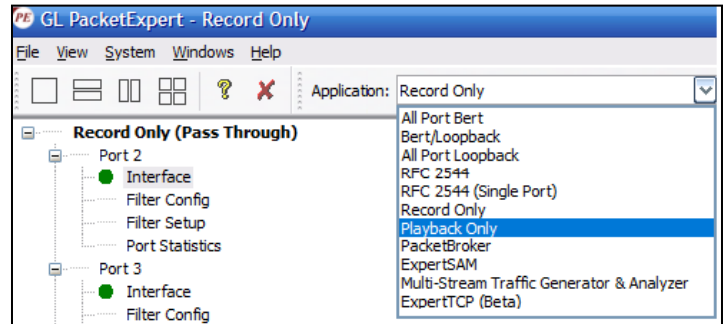 PE GL PacketExpert - Record Only
File View System Windows Help
Application: Record Only
Record Only (Pass Through)
Port 2
Interface
Filter Config
Filter Setup
Port Statistics
Port 3
Interface
Filter Config
All Port Bert
Bert/Loopback
All Port Loopback
RFC 2544
RFC 2544 (Single Port)
Record Only
Playback Only
PacketBroker
ExpertSAM
Multi-Stream Traffic Generator & Analyzer
ExpertTCP (Beta)